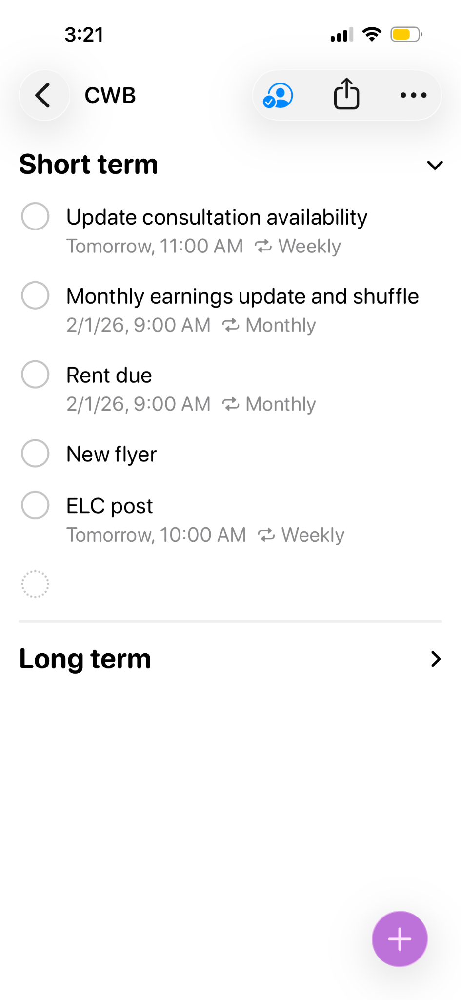 3:21
CWB
Short term
Update consultation availability
Tomorrow, 11:00 AM Weekly
Monthly earnings update and shuffle
2/1/26, 9:00 AM Monthly
Rent due
2/1/26, 9:00 AM Monthly
New flyer
ELC post
Tomorrow, 10:00 AM Weekly
Long term